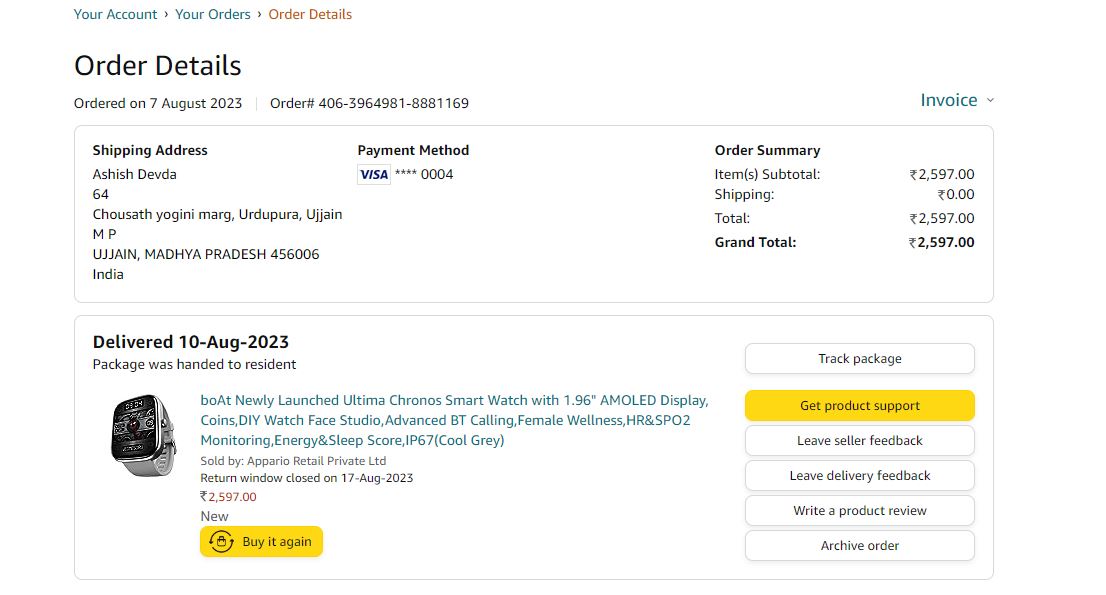 Your Account › Your Orders › Order Details
Order Details
Ordered on 7 August 2023 Order# 406-3964981-8881169
Invoice
Shipping Address
Ashish Devda
64
Chousath yogini marg, Urdupura, Ujjain
M P
UJJAIN, MADHYA PRADESH 456006
India
Payment Method
VISA **** 0004
Order Summary
Item(s) Subtotal: ₹2,597.00
Shipping: ₹0.00
Total: ₹2,597.00
Grand Total: ₹2,597.00
Delivered 10-Aug-2023
Package was handed to resident
boAt Newly Launched Ultima Chronos Smart Watch with 1.96" AMOLED Display,
Coins,DIY Watch Face Studio,Advanced BT Calling,Female Wellness,HR&SPO2
Monitoring,Energy&Sleep Score,IP67(Cool Grey)
Sold by: Appario Retail Private Ltd
Return window closed on 17-Aug-2023
₹2,597.00
New
Buy it again
Track package
Get product support
Leave seller feedback
Leave delivery feedback
Write a product review
Archive order